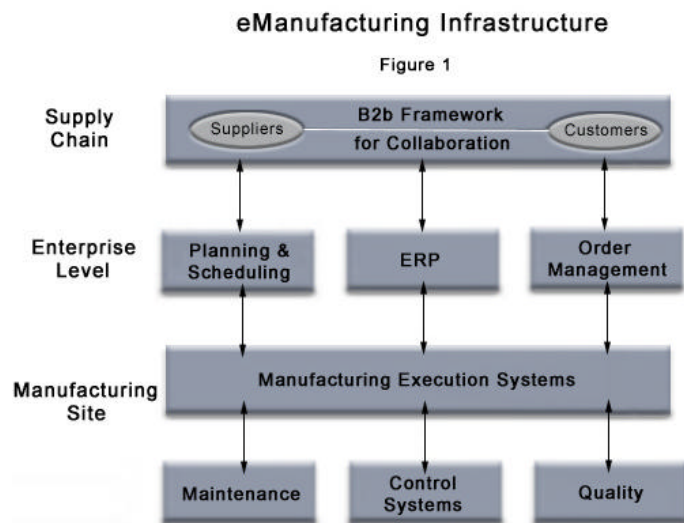 eManufacturing Infrastructure
Figure 1
Supply
Chain
B2b Framework
Suppliers
Customers
for Collaboration
Enterprise
Level
Planning &
Scheduling
ERP
Order
Management
Manufacturing
Site
Manufacturing Execution Systems
Maintenance
Control
Systems
Quality